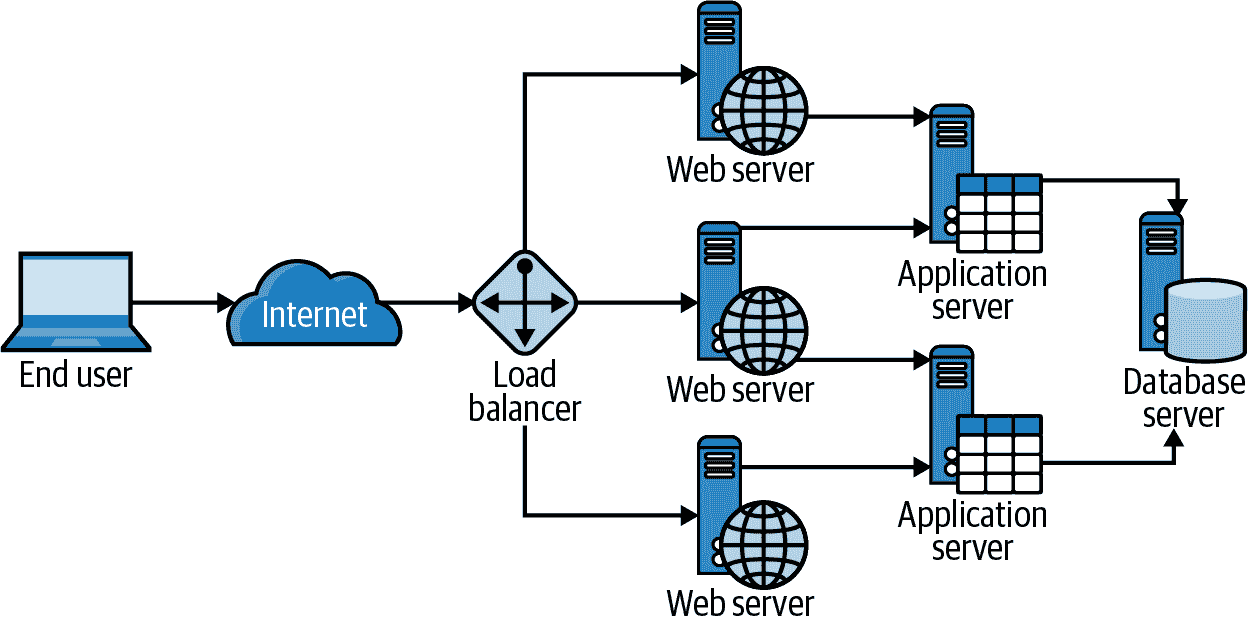 End user
Internet
Load
balancer
Web server
Web server
Web server
Application
server
Application
server
Database
server